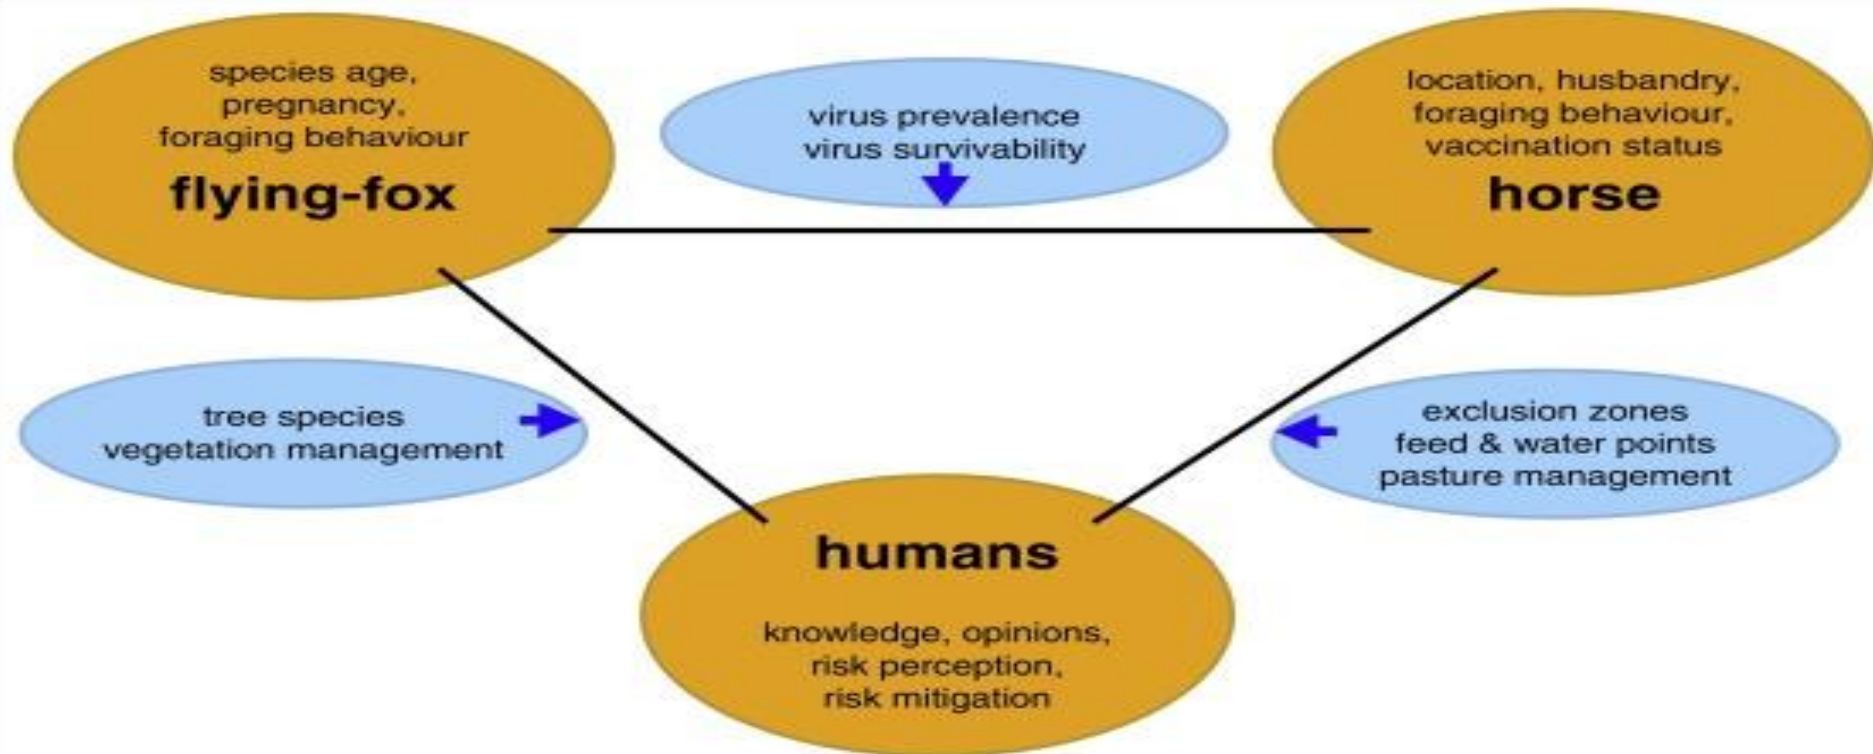 species age,
pregnancy,
foraging behaviour
flying-fox
virus prevalence
virus survivability
location, husbandry,
foraging behaviour,
vaccination status
horse
tree species
vegetation management
exclusion zones
feed & water points
pasture management
humans
knowledge, opinions,
risk perception,
risk mitigation